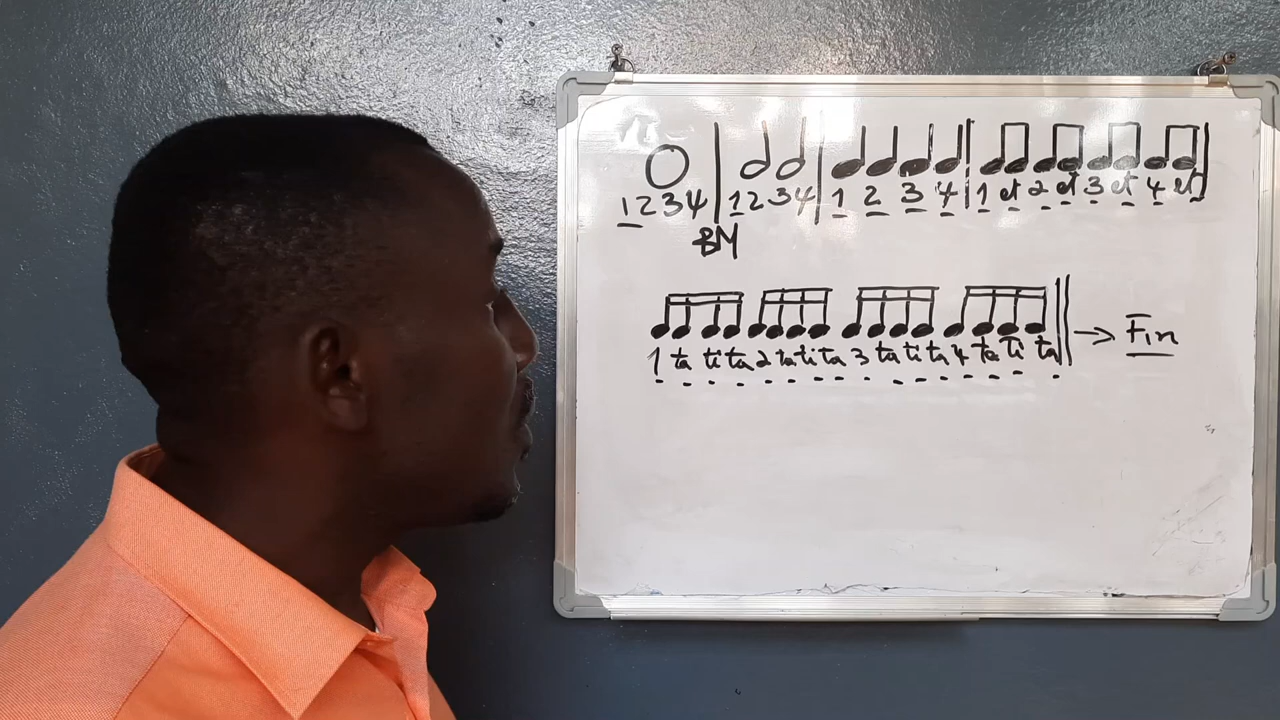 1234 1234 1 2 3 4 1 et 2 et 3 et 4 et
BM
1 ta ti ta 2 ta ti ta 3 ta ti ta 4 ta ti ta → Fin